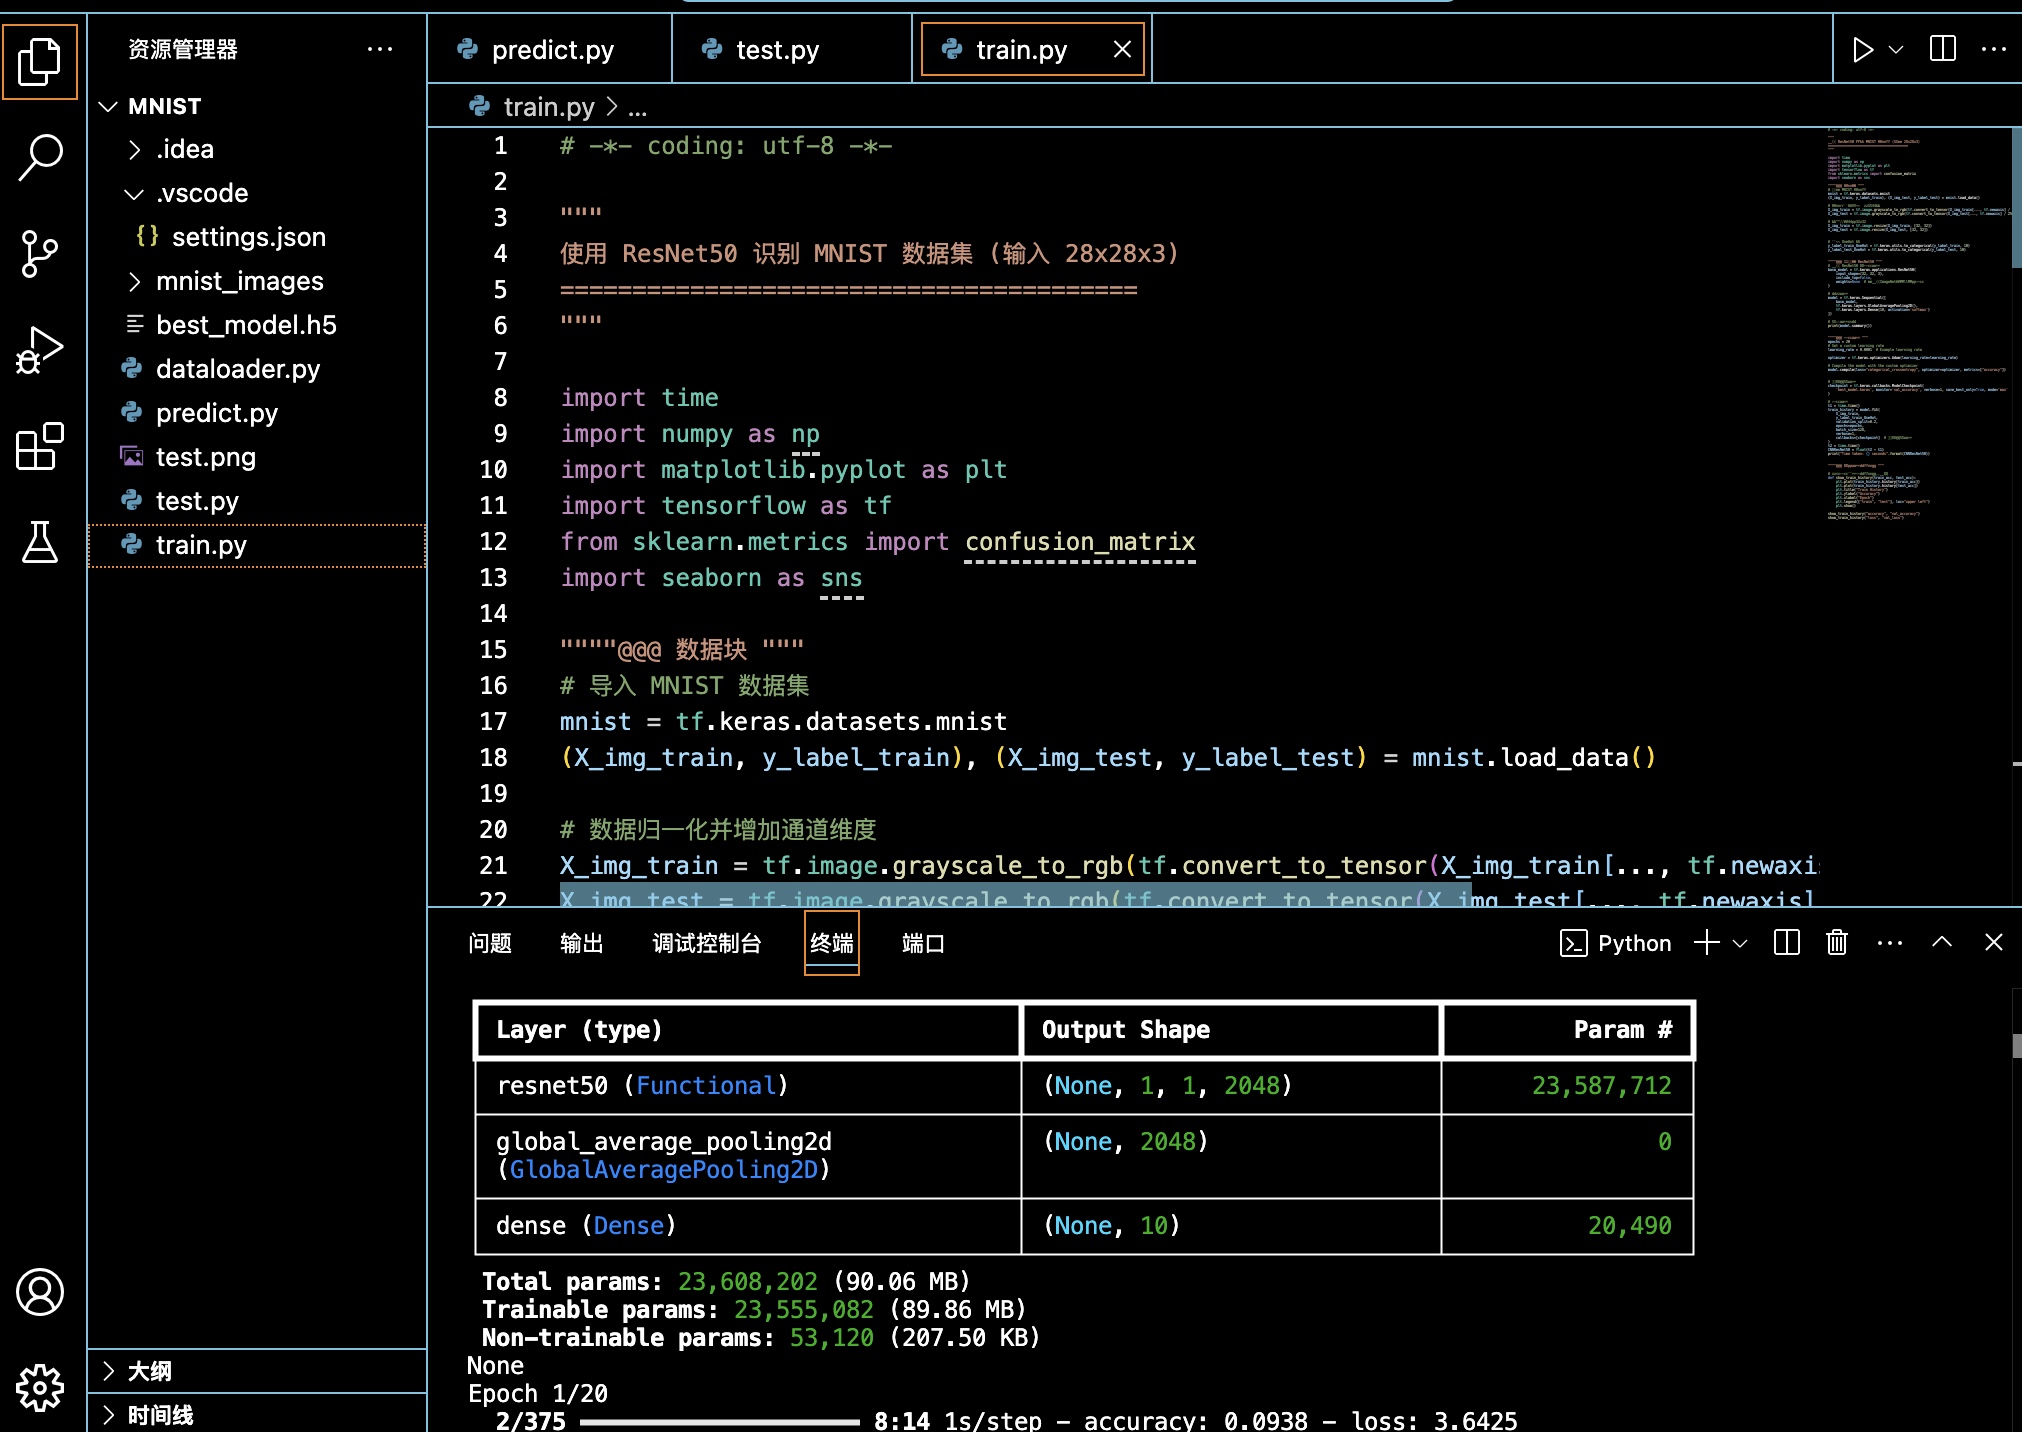 资源管理器
MNIST
.idea
.vscode
{} settings.json
mnist_images
best_model.h5
dataloader.py
predict.py
test.png
test.py
train.py
大纲
时间线
predict.py
test.py
train.py
train.py > ...
1 # -*- coding: utf-8 -*-
2
3 """
4 使用 ResNet50 识别 MNIST 数据集 (输入 28x28x3)
5 ========================================
6 """
7
8 import time
9 import numpy as np
10 import matplotlib.pyplot as plt
11 import tensorflow as tf
12 from sklearn.metrics import confusion_matrix
13 import seaborn as sns
14
15 """"@@@ 数据块 """
16 # 导入 MNIST 数据集
17 mnist = tf.keras.datasets.mnist
18 (X_img_train, y_label_train), (X_img_test, y_label_test) = mnist.load_data()
19
20 # 数据归一化并增加通道维度
21 X_img_train = tf.image.grayscale_to_rgb(tf.convert_to_tensor(X_img_train[..., tf.newaxi
22 X_img_test = tf.image.grayscale_to_rgb(tf.convert_to_tensor(X_img_test[..., tf.newaxis]
问题 输出 调试控制台 终端 端口
Python
Layer (type) Output Shape Param #
resnet50 (Functional) (None, 1, 1, 2048) 23,587,712
global_average_pooling2d (None, 2048) 0
(GlobalAveragePooling2D)
dense (Dense) (None, 10) 20,490
Total params: 23,608,202 (90.06 MB)
Trainable params: 23,555,082 (89.86 MB)
Non-trainable params: 53,120 (207.50 KB)
None
Epoch 1/20
2/375 8:14 1s/step - accuracy: 0.0938 - loss: 3.6425